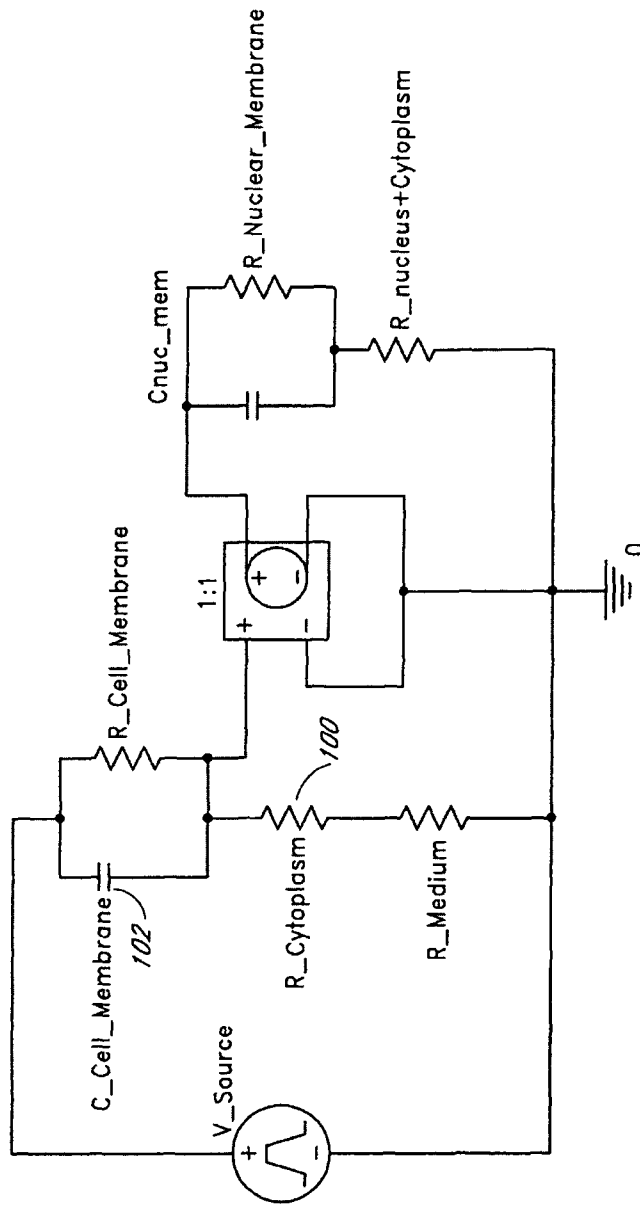 V_Source
+
−
C_Cell_Membrane
102
R_Cell_Membrane
R_Cytoplasm
100
R_Medium
1:1
+
−
+
−
Cnuc_mem
R_Nuclear_Membrane
R_nucleus+Cytoplasm
0